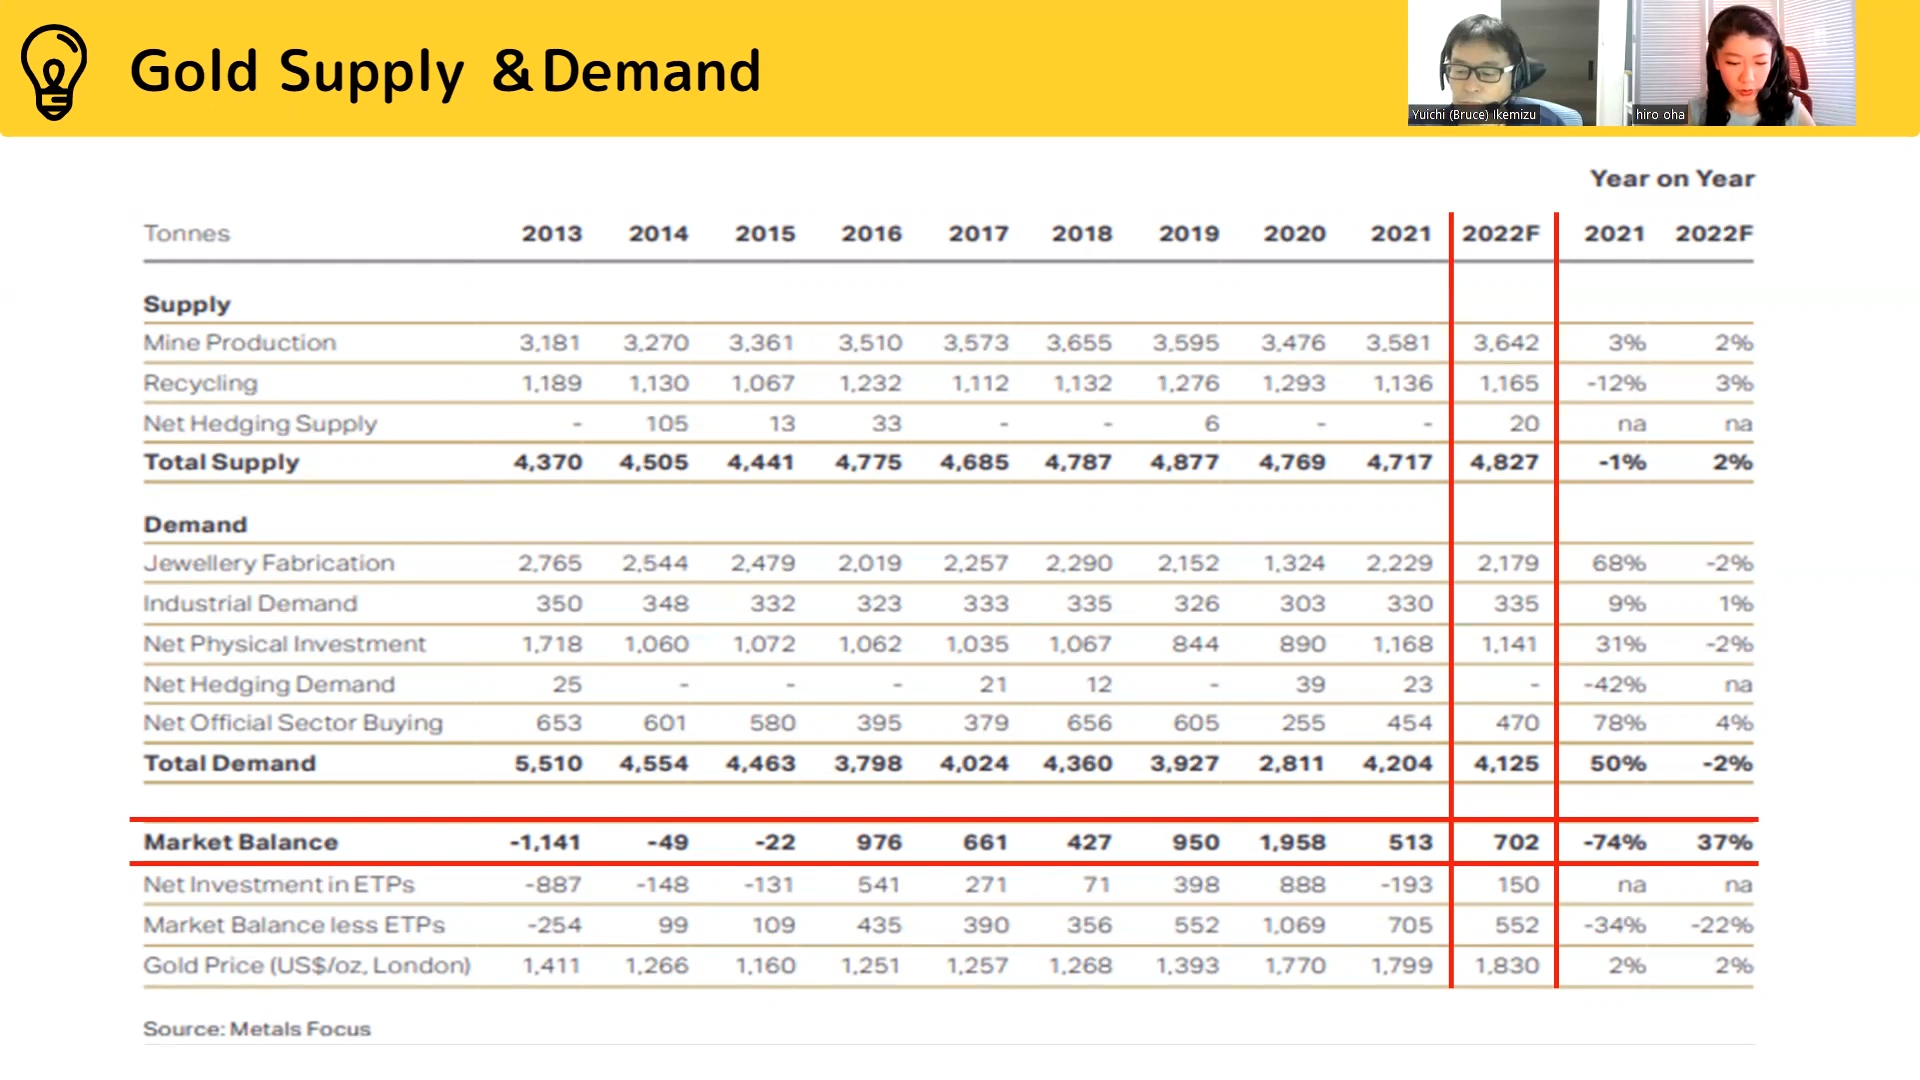 Gold Supply & Demand
Yuichi (Bruce) Ikemizu
hiro oha
Year on Year
Tonnes 2013 2014 2015 2016 2017 2018 2019 2020 2021 2022F 2021 2022F
Supply
Mine Production 3,181 3,270 3,361 3,510 3,573 3,655 3,595 3,476 3,581 3,642 3% 2%
Recycling 1,189 1,130 1,067 1,232 1,112 1,132 1,276 1,293 1,136 1,165 -12% 3%
Net Hedging Supply - 105 13 33 - - 6 - - 20 na na
Total Supply 4,370 4,505 4,441 4,775 4,685 4,787 4,877 4,769 4,717 4,827 -1% 2%
Demand
Jewellery Fabrication 2,765 2,544 2,479 2,019 2,257 2,290 2,152 1,324 2,229 2,179 68% -2%
Industrial Demand 350 348 332 323 333 335 326 303 330 335 9% 1%
Net Physical Investment 1,718 1,060 1,072 1,062 1,035 1,067 844 890 1,168 1,141 31% -2%
Net Hedging Demand 25 - - - 21 12 - 39 23 - -42% na
Net Official Sector Buying 653 601 580 395 379 656 605 255 454 470 78% 4%
Total Demand 5,510 4,554 4,463 3,798 4,024 4,360 3,927 2,811 4,204 4,125 50% -2%
Market Balance -1,141 -49 -22 976 661 427 950 1,958 513 702 -74% 37%
Net Investment in ETPs -887 -148 -131 541 271 71 398 888 -193 150 na na
Market Balance less ETPs -254 99 109 435 390 356 552 1,069 705 552 -34% -22%
Gold Price (US$/oz, London) 1,411 1,266 1,160 1,251 1,257 1,268 1,393 1,770 1,799 1,830 2% 2%
Source: Metals Focus